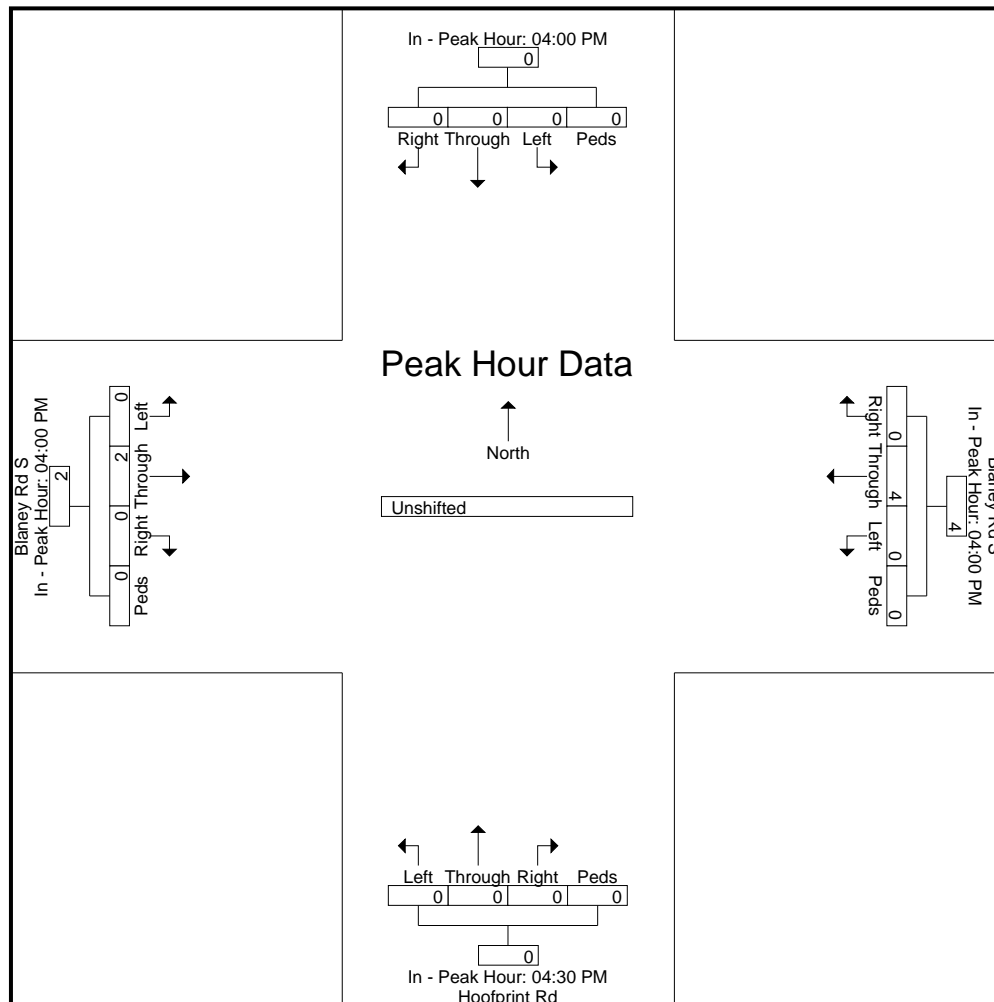 In - Peak Hour: 04:00 PM
0
0 0 0 0
Right Through Left Peds
Peak Hour Data
North
Unshifted
Blaney Rd S
In - Peak Hour: 04:00 PM
2
0 2 0 0
Left Through Right Peds
Right Through Left Peds
0 4 0 0
4
In - Peak Hour: 04:00 PM
Blaney Rd S
Left Through Right Peds
0 0 0 0
0
In - Peak Hour: 04:30 PM
Hoofprint Rd